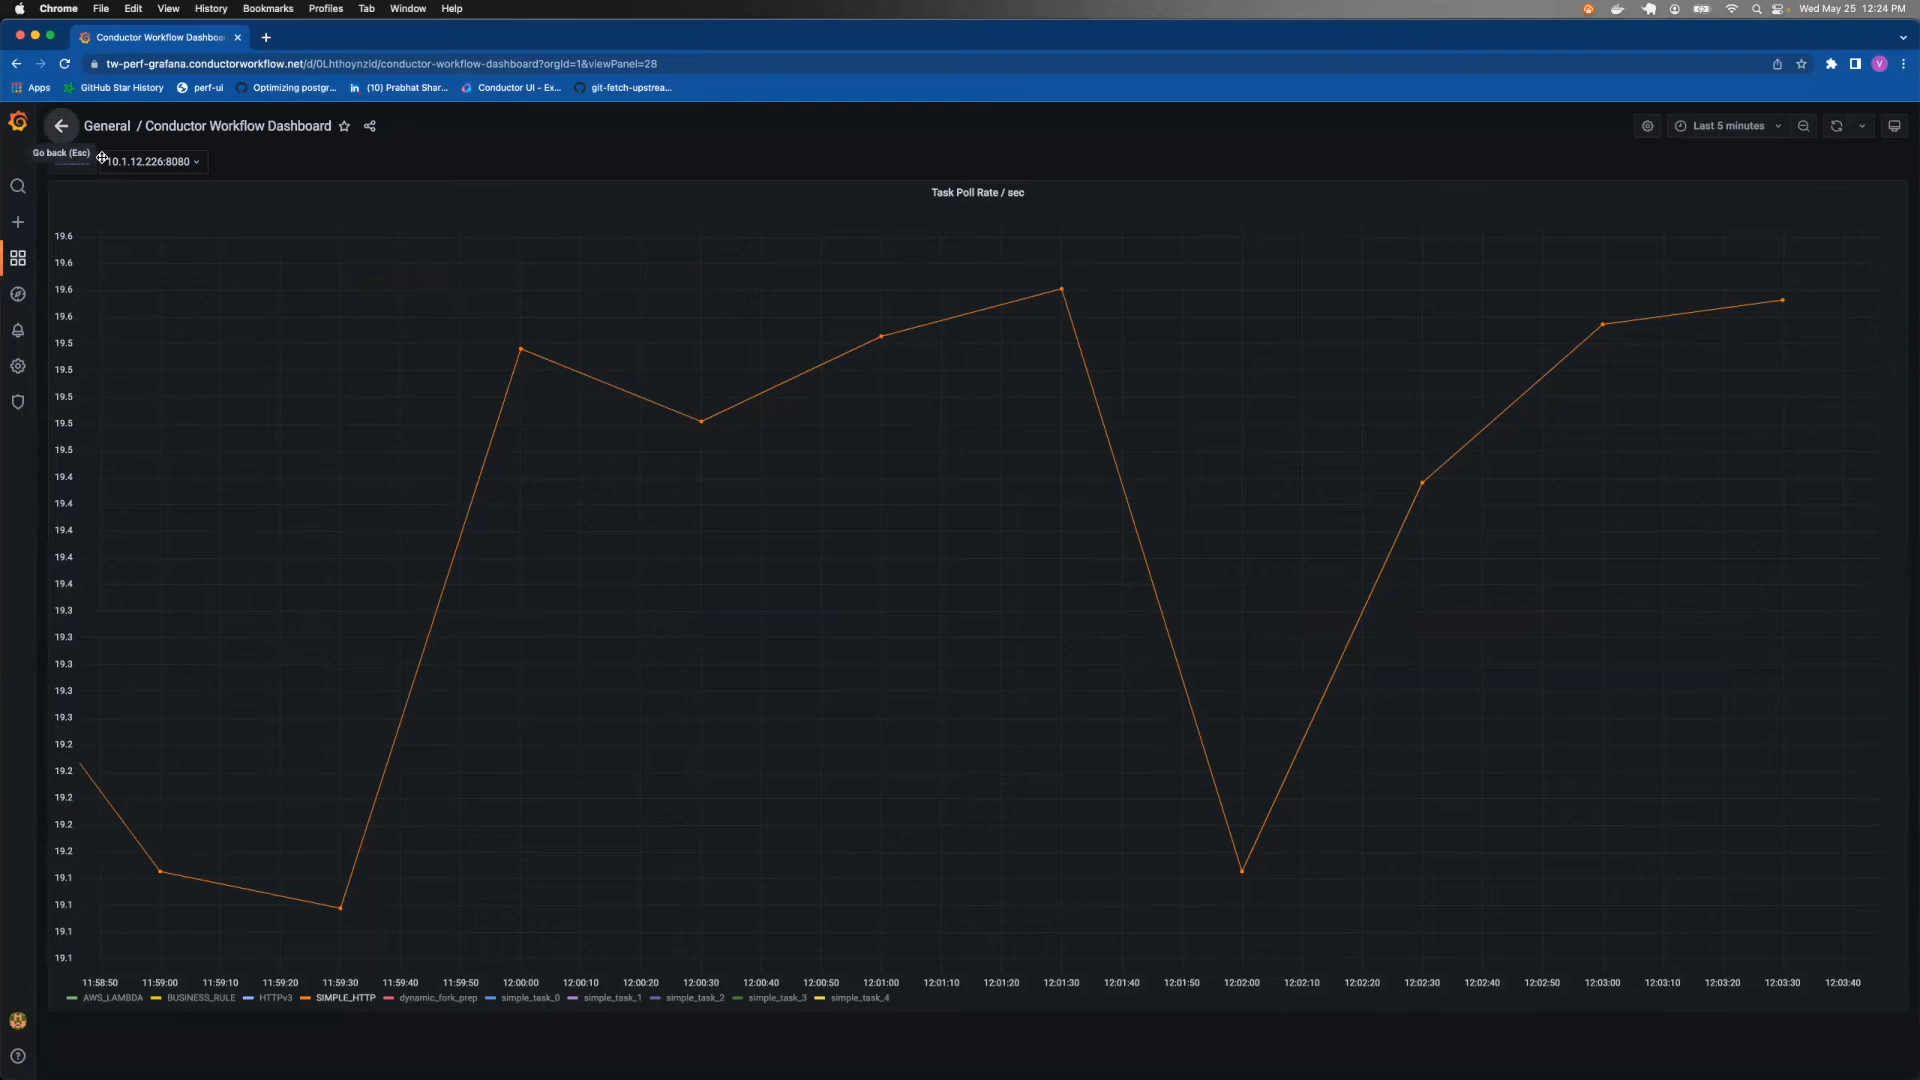 Chrome File Edit View History Bookmarks Profiles Tab Window Help Wed May 25 12:24 PM
Conductor Workflow Dashboa
tw-perf-grafana.conductorworkflow.net/d/0Lhthoynzld/conductor-workflow-dashboard?orgId=1&viewPanel=28
V
Apps GitHub Star History perf-ui Optimizing postgr... (10) Prabhat Shar... Conductor UI - Ex... git-fetch-upstrea...
General / Conductor Workflow Dashboard Last 5 minutes
Go back (Esc)
10.1.12.226:8080
Task Poll Rate / sec
19.6
19.6
19.6
19.6
19.5
19.5
19.5
19.5
19.5
19.4
19.4
19.4
19.4
19.4
19.3
19.3
19.3
19.3
19.3
19.2
19.2
19.2
19.2
19.2
19.1
19.1
19.1
19.1
11:58:50 11:59:00 11:59:10 11:59:20 11:59:30 11:59:40 11:59:50 12:00:00 12:00:10 12:00:20 12:00:30 12:00:40 12:00:50 12:01:00 12:01:10 12:01:20 12:01:30 12:01:40 12:01:50 12:02:00 12:02:10 12:02:20 12:02:30 12:02:40 12:02:50 12:03:00 12:03:10 12:03:20 12:03:30 12:03:40
AWS_LAMBDA BUSINESS_RULE HTTPv3 SIMPLE_HTTP dynamic_fork_prep simple_task_0 simple_task_1 simple_task_2 simple_task_3 simple_task_4